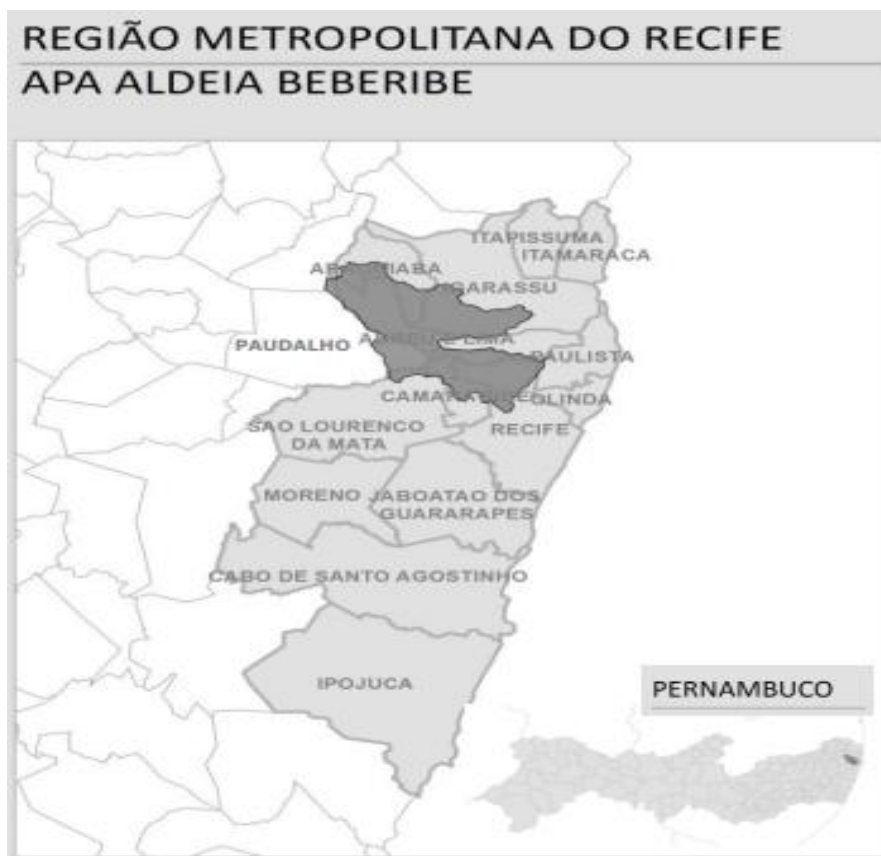 REGIÃO METROPOLITANA DO RECIFE
APA ALDEIA BEBERIBE
ITAPISSUMA
ITAMARACA
PAUDALHO
PAULISTA
OLINDA
SAO LOURENCO
DA MATA
RECIFE
MORENO
JABOATAO DOS
GUARARAPES
CABO DE SANTO AGOSTINHO
IPOJUCA
PERNAMBUCO